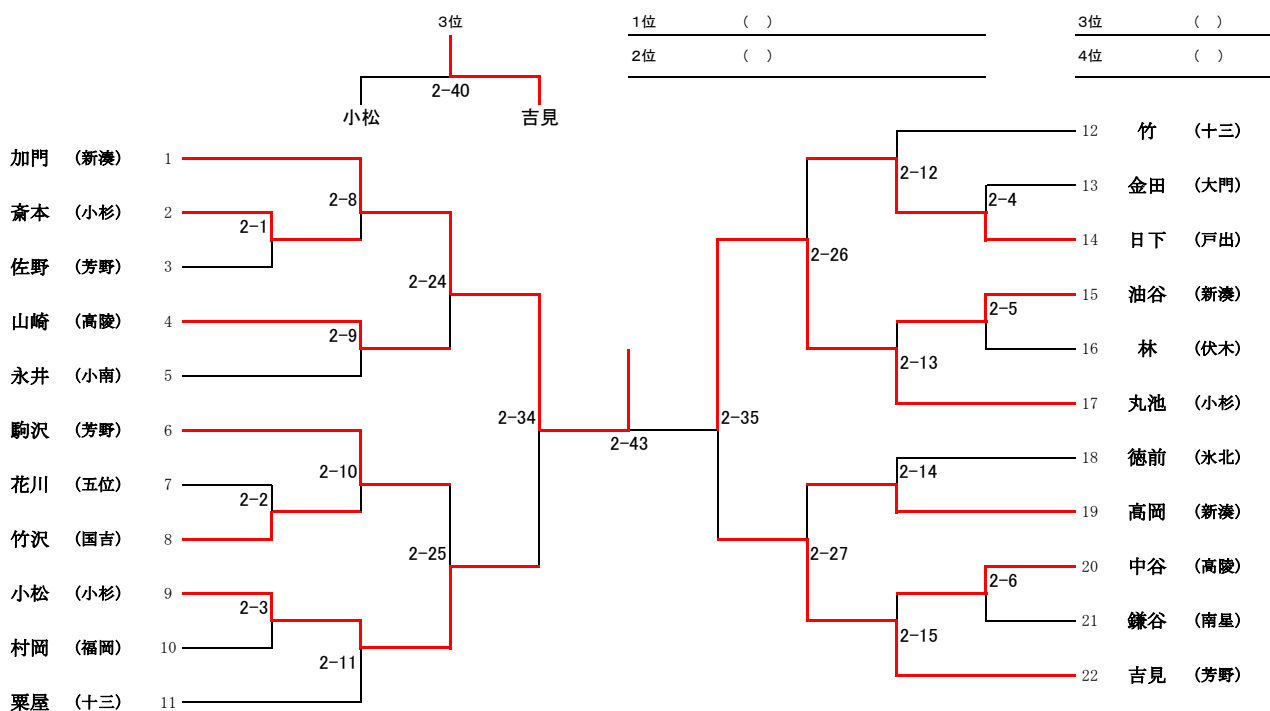 3位
2-40
小松 吉見
1位 ( )
2位 ( )
3位 ( )
4位 ( )
加門 (新湊) 1
斎本 (小杉) 2
佐野 (芳野) 3
山崎 (高陵) 4
永井 (小南) 5
駒沢 (芳野) 6
花川 (五位) 7
竹沢 (国吉) 8
小松 (小杉) 9
村岡 (福岡) 10
粟屋 (十三) 11
2-1
2-2
2-3
2-8
2-9
2-10
2-11
2-24
2-25
2-34
2-43
2-35
2-26
2-27
2-12
2-13
2-14
2-15
2-4
2-5
2-6
12 竹 (十三)
13 金田 (大門)
14 日下 (戸出)
15 油谷 (新湊)
16 林 (伏木)
17 丸池 (小杉)
18 徳前 (氷北)
19 高岡 (新湊)
20 中谷 (高陵)
21 鎌谷 (南星)
22 吉見 (芳野)